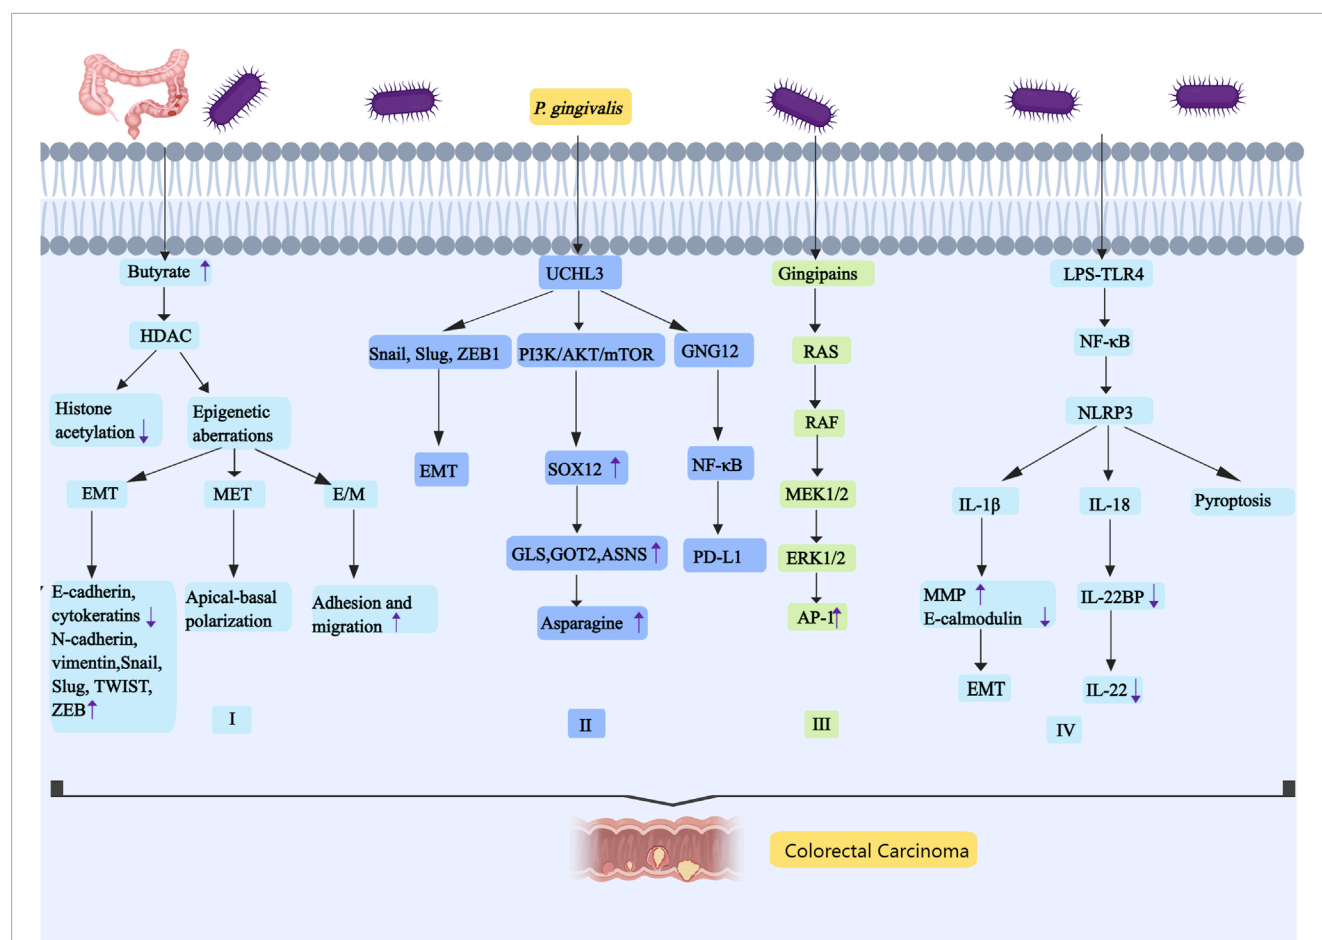 P. gingivalis
Butyrate ↑
HDAC
Histone
acetylation ↓
Epigenetic
aberrations
EMT
MET
E/M
E-cadherin,
cytokeratins ↓
N-cadherin,
vimentin,Snail,
Slug, TWIST,
ZEB ↑
Apical-basal
polarization
Adhesion and
migration ↑
I
UCHL3
Snail, Slug, ZEB1
PI3K/AKT/mTOR
GNG12
EMT
SOX12 ↑
NF-κB
GLS,GOT2,ASNS ↑
PD-L1
Asparagine ↑
II
Gingipains
RAS
RAF
MEK1/2
ERK1/2
AP-1↑
III
LPS-TLR4
NF-κB
NLRP3
IL-1β
IL-18
Pyroptosis
MMP ↑
E-calmodulin ↓
IL-22BP ↓
EMT
IL-22 ↓
IV
Colorectal Carcinoma